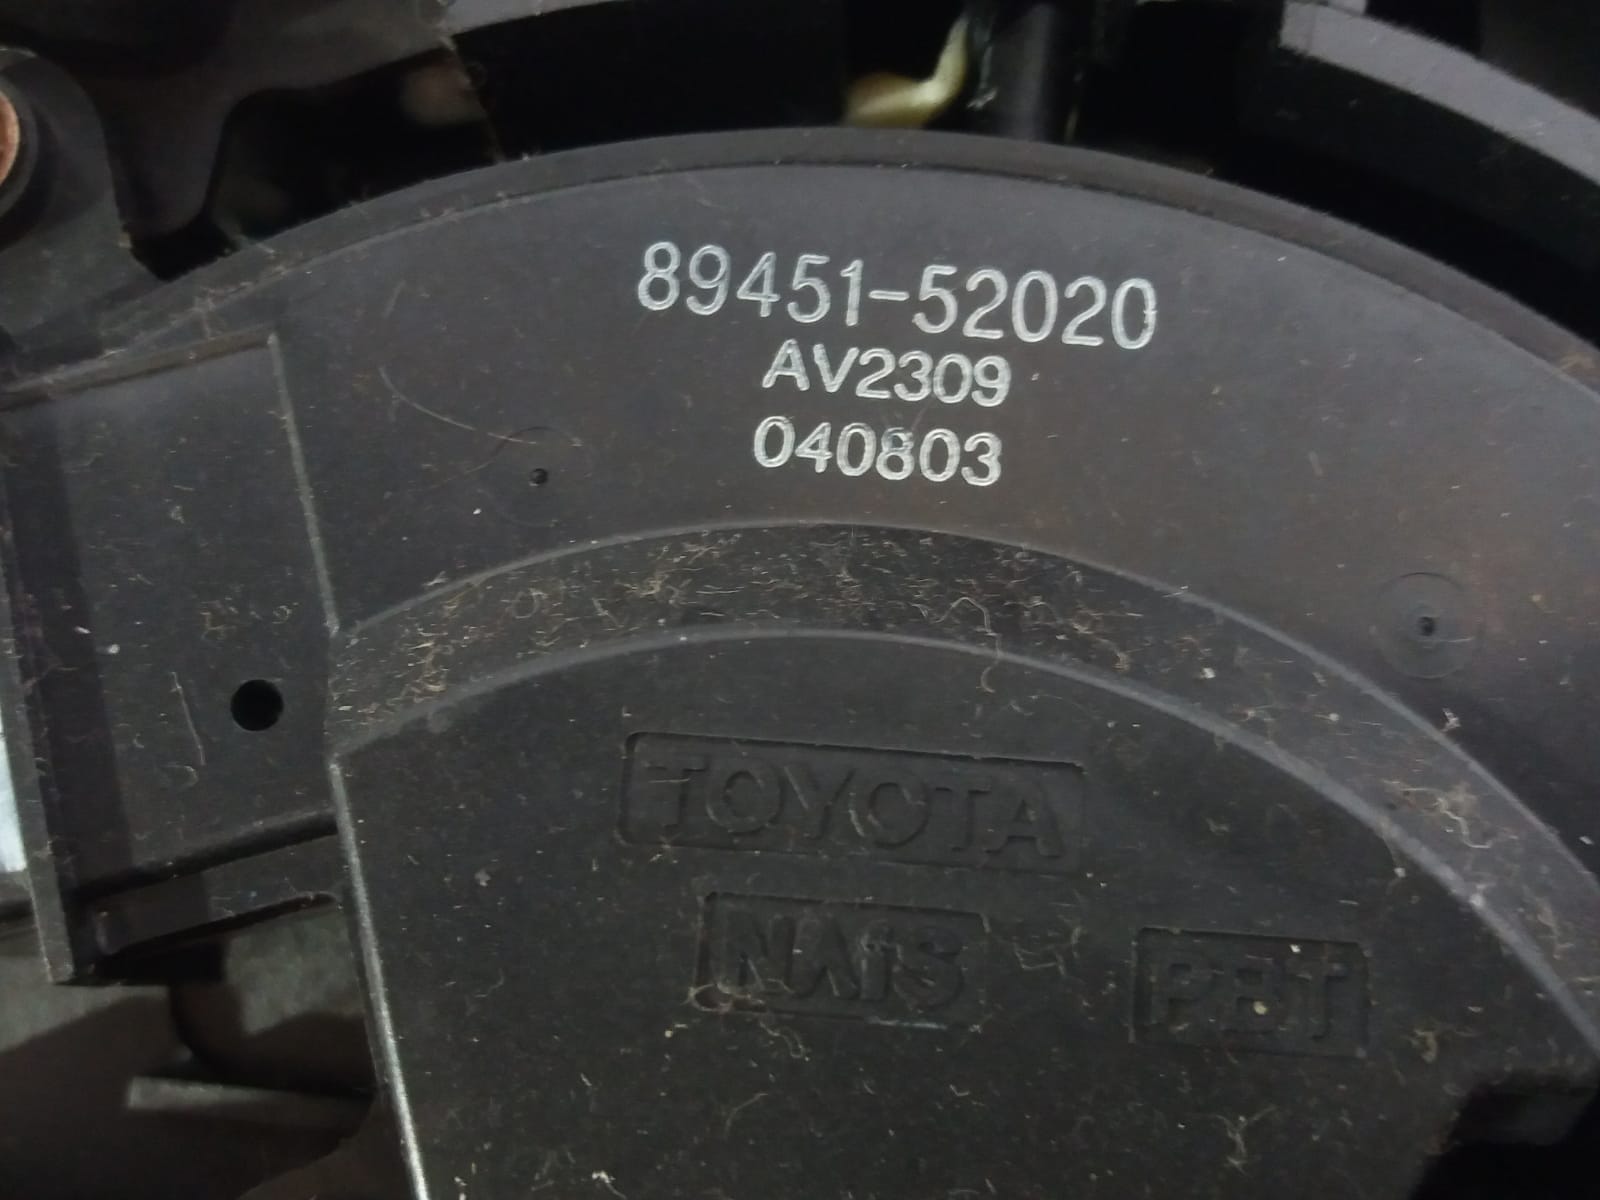 89451-52020
AV2309
040803
TOYOTA
NAiS
PBT